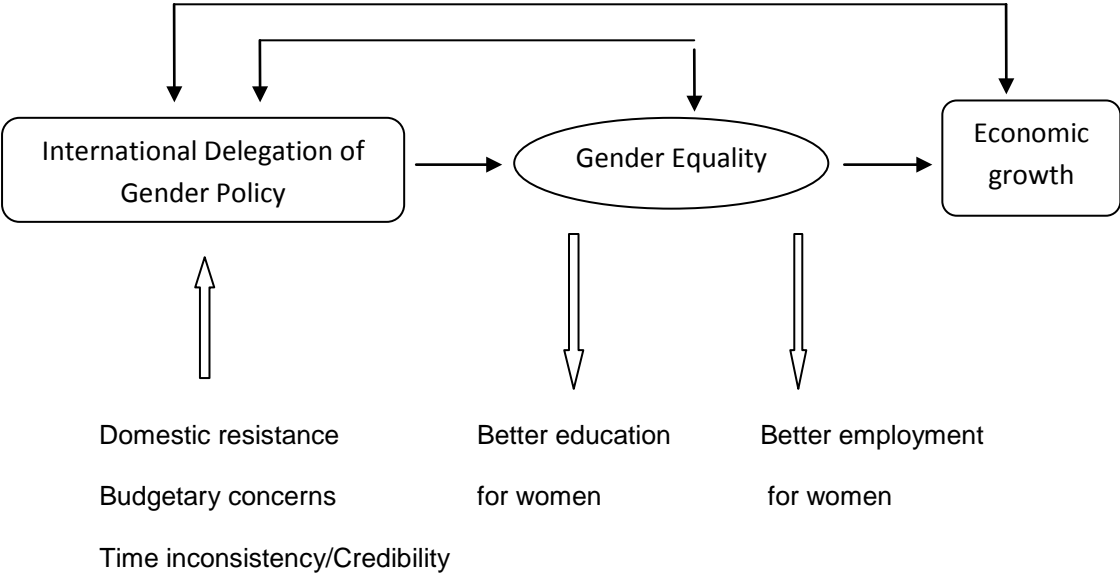 International Delegation of
Gender Policy
Gender Equality
Economic
growth
Domestic resistance
Budgetary concerns
Time inconsistency/Credibility
Better education
for women
Better employment
for women